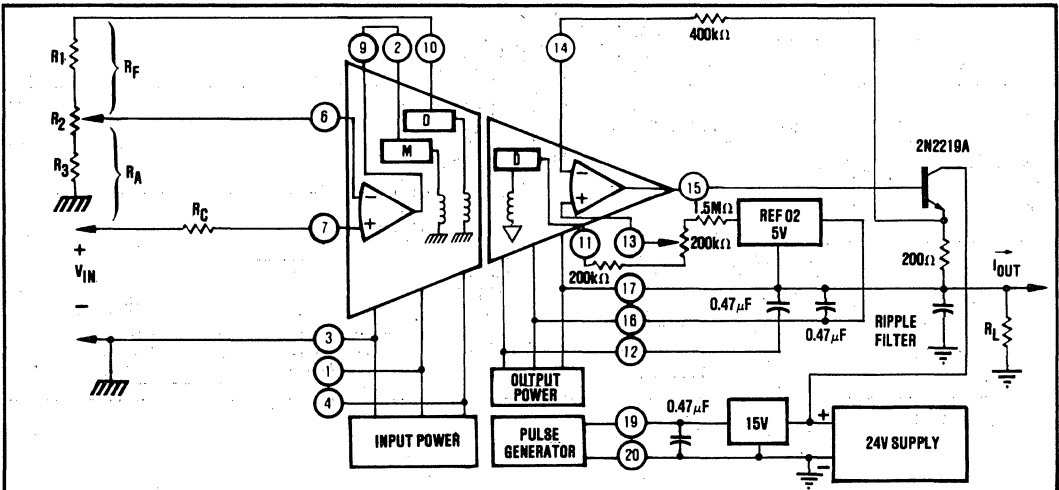 400kΩ
9
2
10
14
R1
RF
R2
6
D
2N2219A
M
D
15
R3
RA
RC
1.5MΩ
REF 02
5V
7
11
13
200kΩ
200Ω
+
VIN
−
200kΩ
17
IOUT
0.47μF
16
0.47μF
RIPPLE
FILTER
RL
3
12
1
OUTPUT
POWER
4
0.47μF
19
15V
+
INPUT POWER
PULSE
GENERATOR
24V SUPPLY
20
−